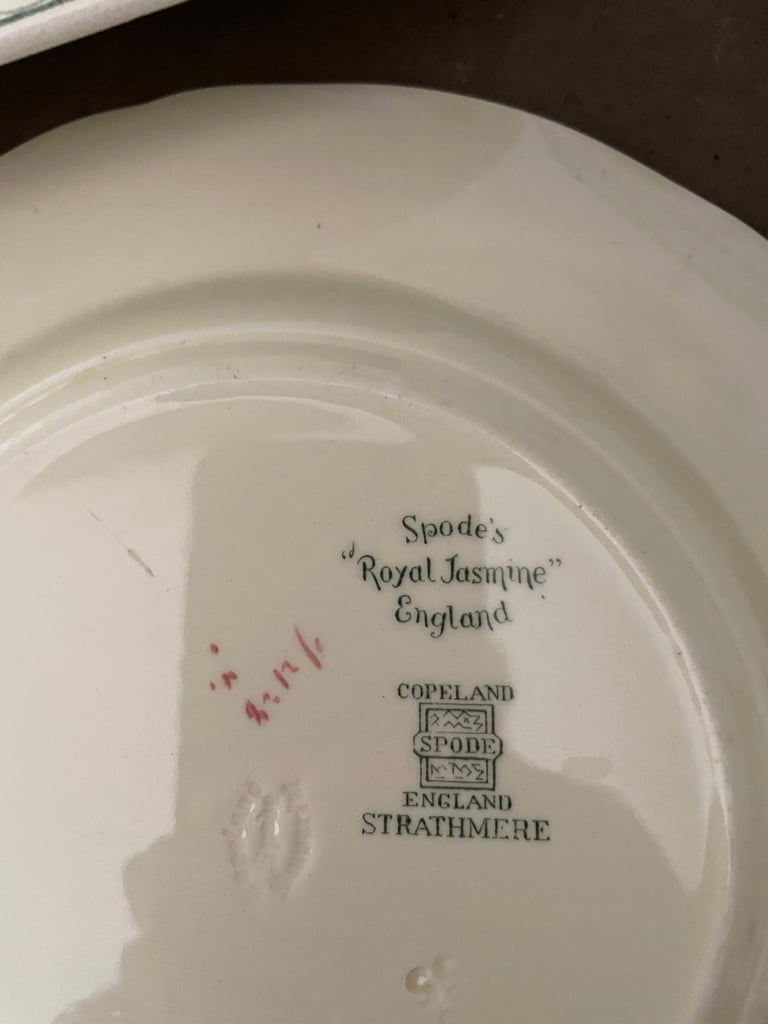 Spode's
"Royal Jasmine"
England
COPELAND
SPODE
ENGLAND
STRATHMERE